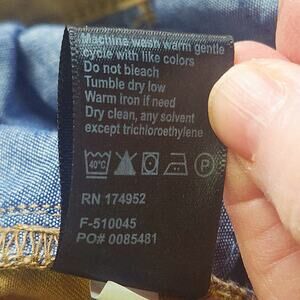 Machine wash warm gentle
cycle with like colors
Do not bleach
Tumble dry low
Warm iron if need
Dry clean, any solvent
except trichloroethylene
40°C P
RN 174952
F-510045
PO# 0085481